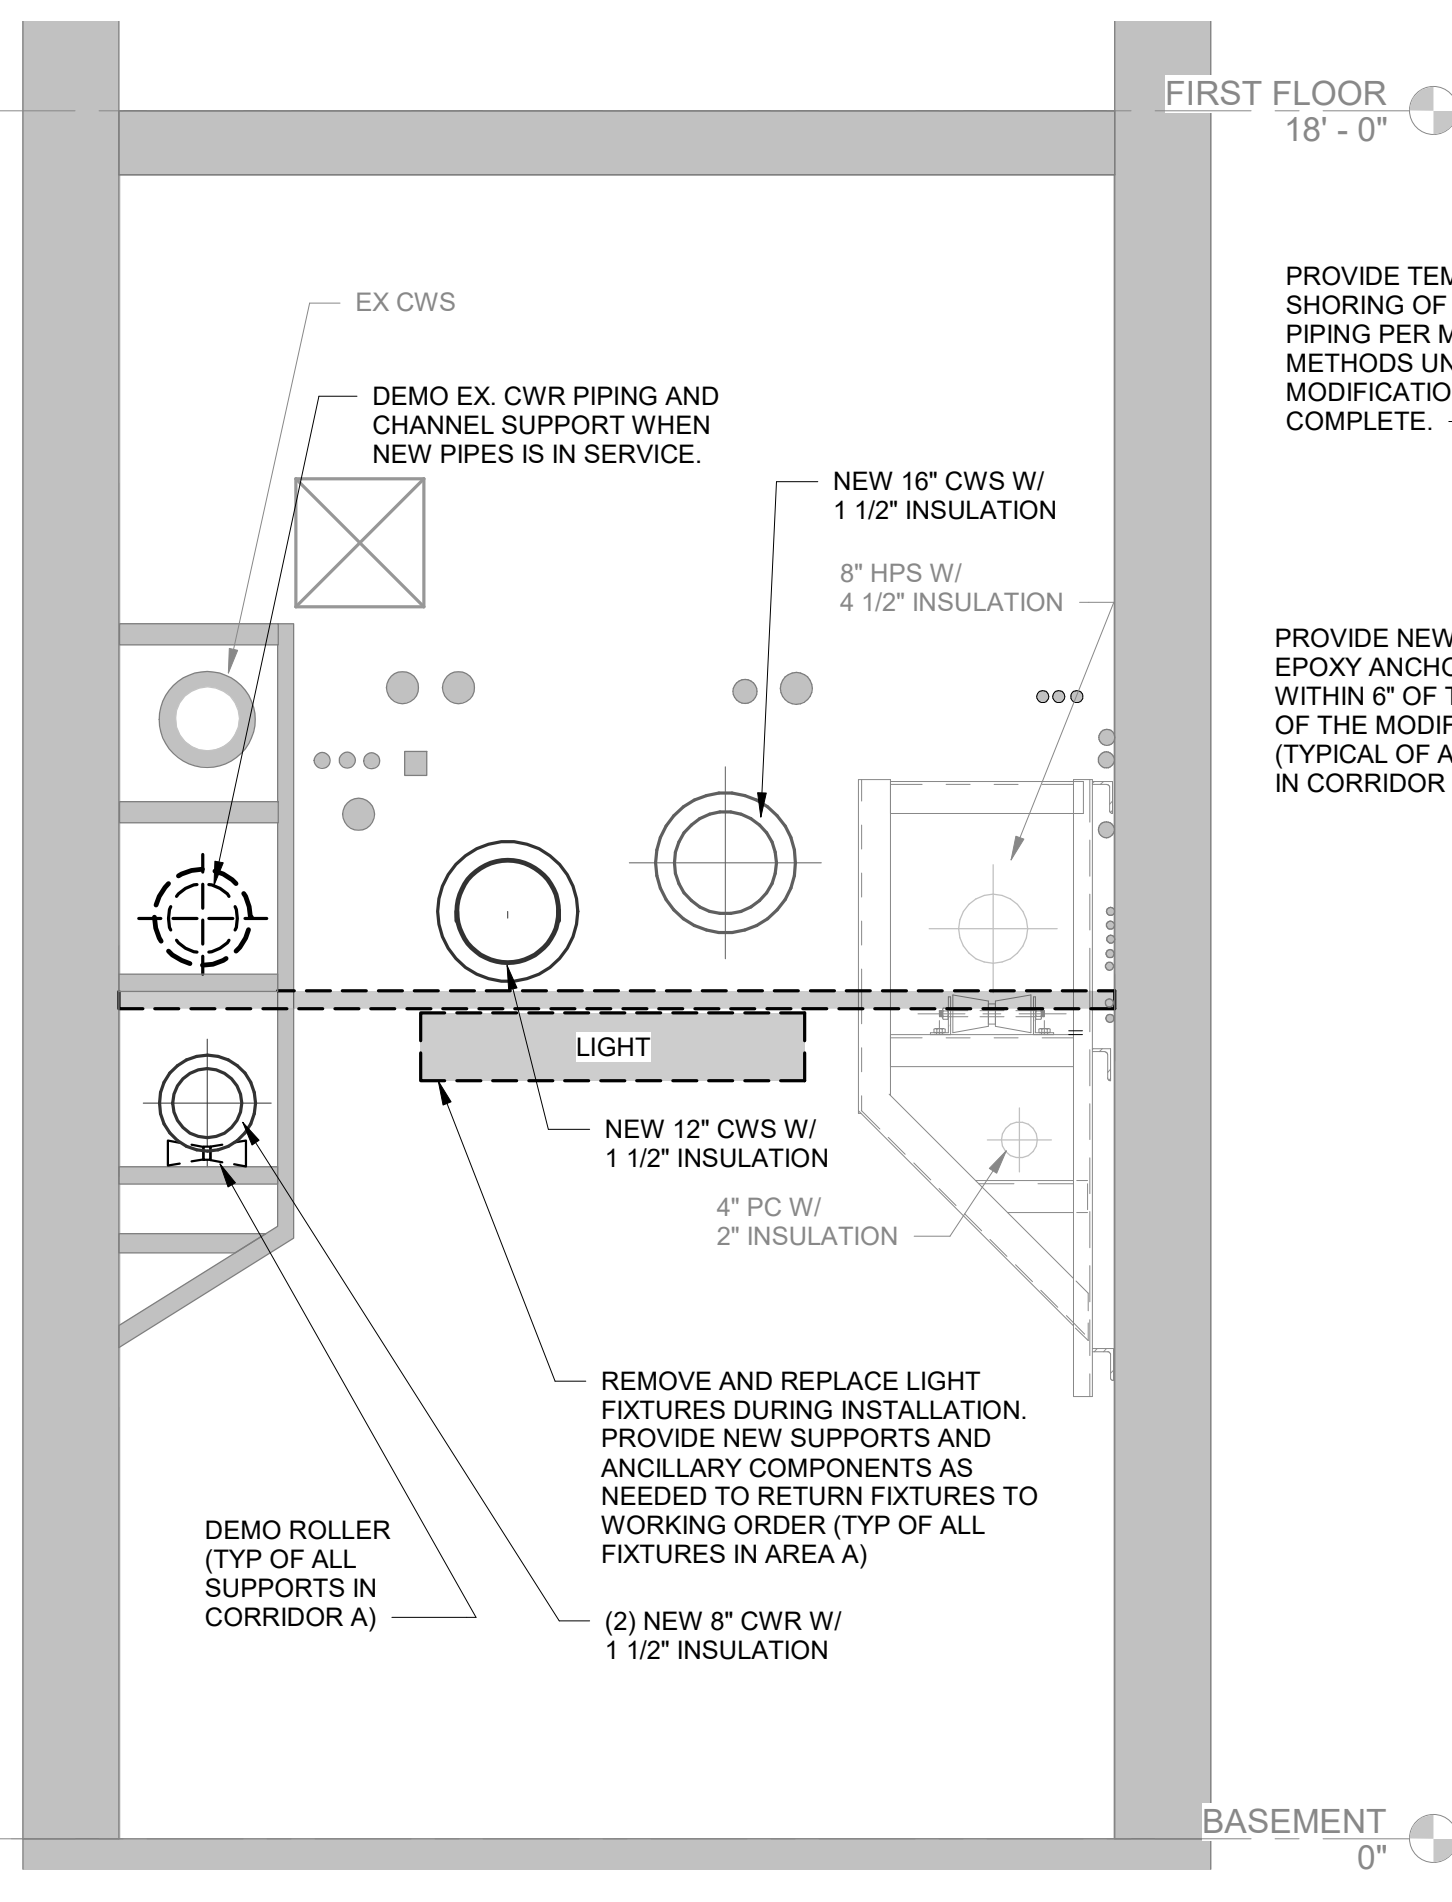 FIRST FLOOR
18' - 0"
PROVIDE
SHORING OF
PIPING PER
METHODS
COMPLETE.
EX CWS
DEMO EX. CWR PIPING AND
CHANNEL SUPPORT WHEN
NEW PIPES IS IN SERVICE.
NEW 16" CWS W/
1 1/2" INSULATION
8" HPS W/
4 1/2" INSULATION
PROVIDE NEW
EPOXY
WITHIN 6" OF
OF THE
(TYPICAL OF
IN CORRIDOR
LIGHT
NEW 12" CWS W/
1 1/2" INSULATION
4" PC W/
2" INSULATION
REMOVE AND REPLACE LIGHT
FIXTURES DURING INSTALLATION.
PROVIDE NEW SUPPORTS AND
ANCILLARY COMPONENTS AS
NEEDED TO RETURN FIXTURES TO
WORKING ORDER (TYP OF ALL
FIXTURES IN AREA A)
DEMO ROLLER
(TYP OF ALL
SUPPORTS IN
CORRIDOR A)
(2) NEW 8" CWR W/
1 1/2" INSULATION
BASEMENT
0"